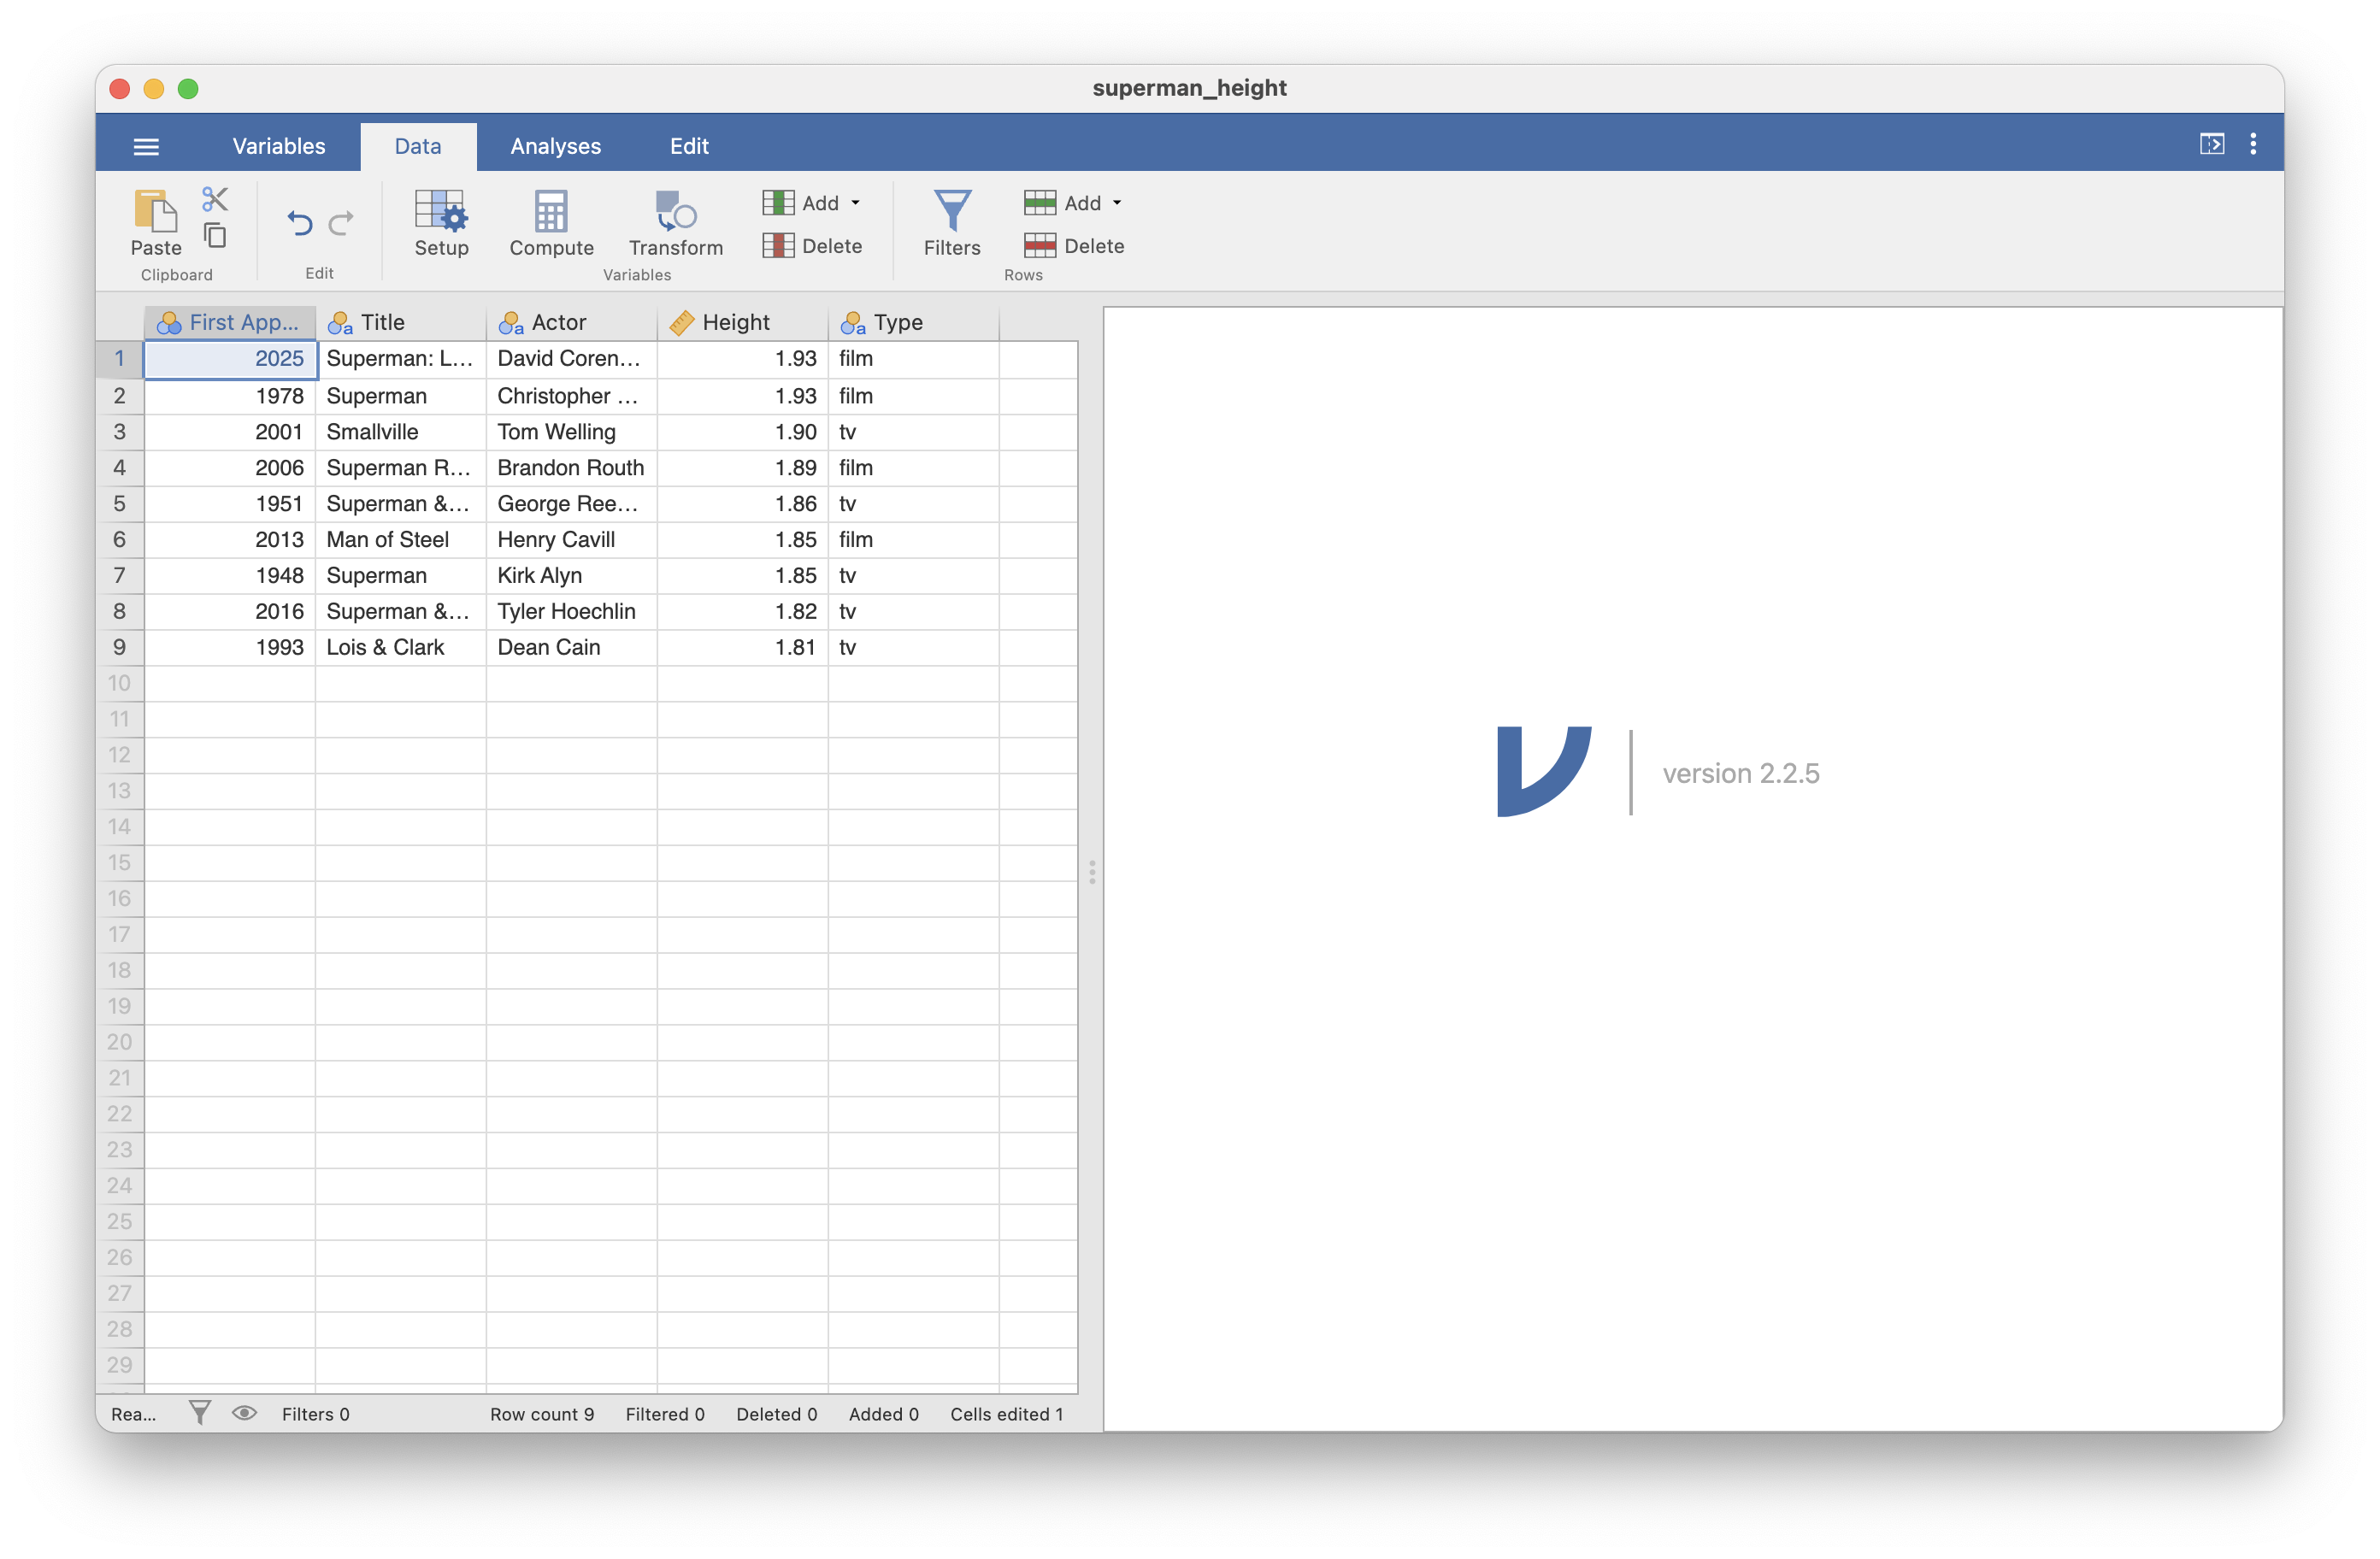 superman_height
Variables Data Analyses Edit
Paste Setup Compute Transform Add Delete Filters Add Delete
Clipboard Edit Variables Rows
First App... Title Actor Height Type
1 2025 Superman: L... David Coren... 1.93 film
2 1978 Superman Christopher ... 1.93 film
3 2001 Smallville Tom Welling 1.90 tv
4 2006 Superman R... Brandon Routh 1.89 film
5 1951 Superman &... George Ree... 1.86 tv
6 2013 Man of Steel Henry Cavill 1.85 film
7 1948 Superman Kirk Alyn 1.85 tv
8 2016 Superman &... Tyler Hoechlin 1.82 tv
9 1993 Lois & Clark Dean Cain 1.81 tv
10
11
12
13
14
15
16
17
18
19
20
21
22
23
24
25
26
27
28
29
version 2.2.5
Rea... Filters 0 Row count 9 Filtered 0 Deleted 0 Added 0 Cells edited 1